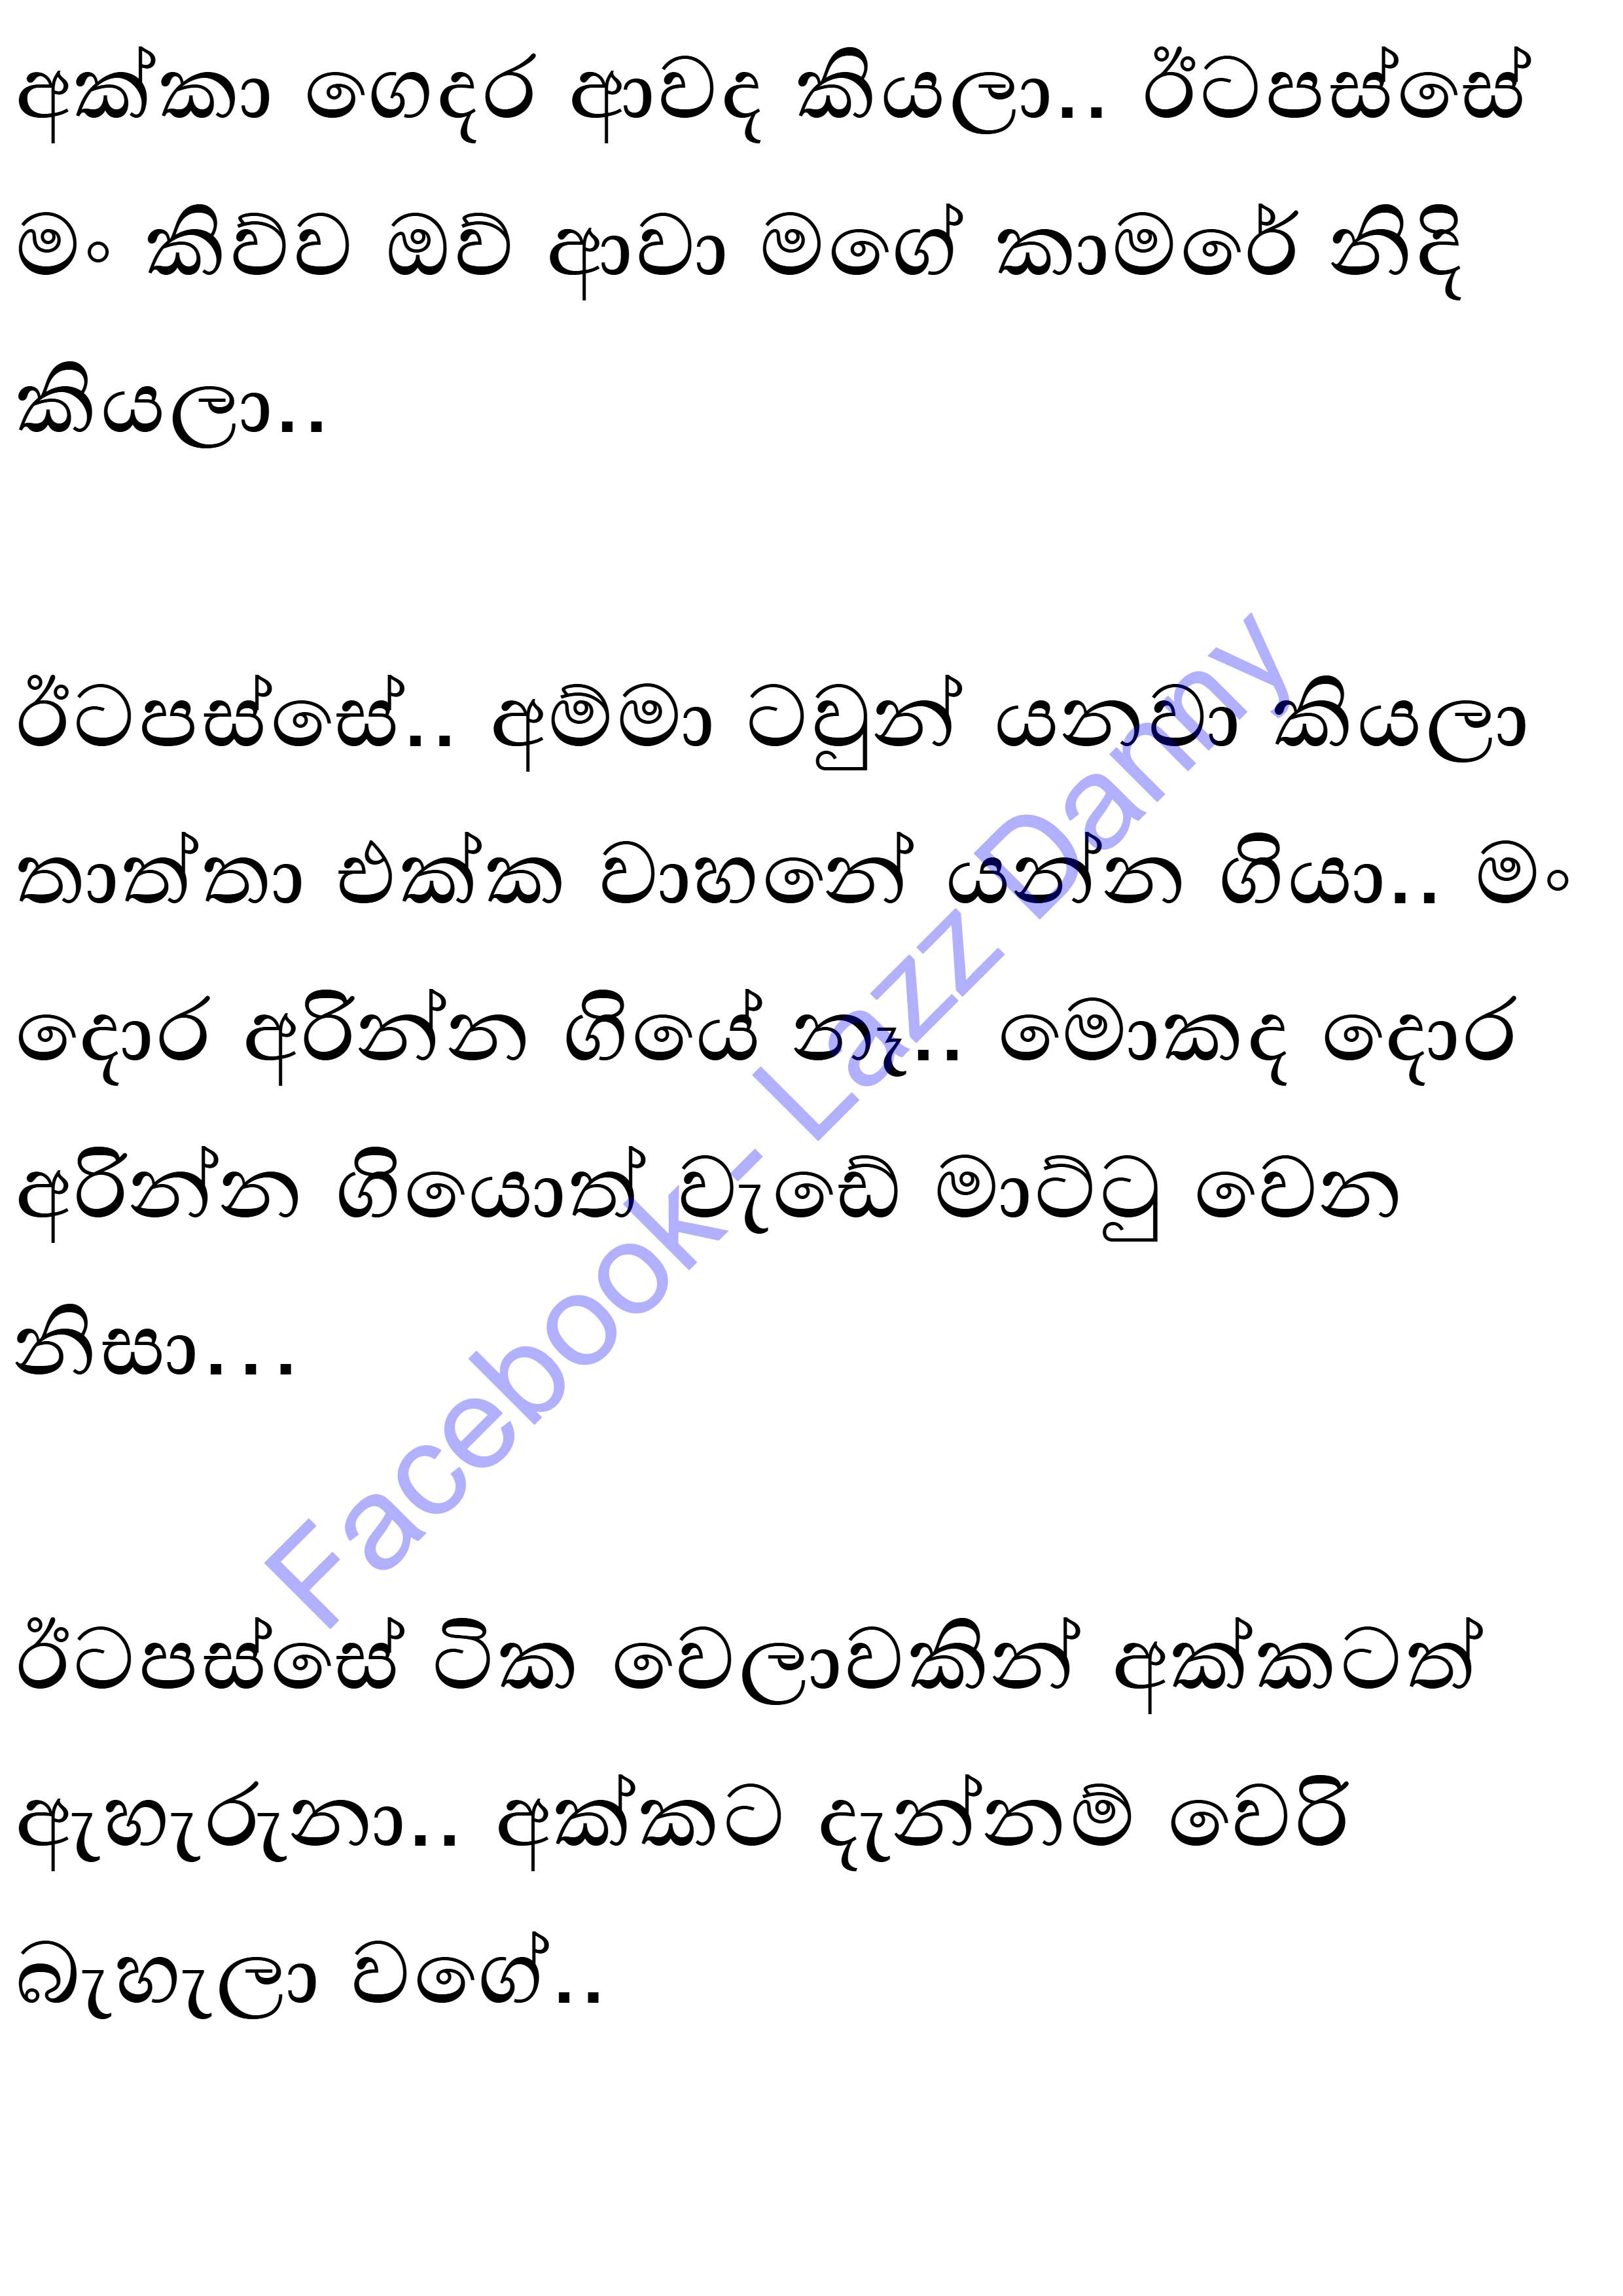 අක්කා ගෙදර ආවද කියලා.. ඊටපස්සේ
මං කිව්ව ඔව් ආවා මගේ කාමරේ නිදි
කියලා..
ඊටපස්සේ.. අම්මා ටවුන් යනවා කියලා
තාත්තා එක්ක වාහනේ යන්න ගියා.. මං
දොර අරින්න ගියේ නෑ.. මොකද දොර
අරින්න ගියොත් වැඩේ මාට්ටු වෙන
නිසා...
ඊටපස්සේ ටික වෙලාවකින් අක්කටත්
ඇහැරුනා.. අක්කට දැන්නම් වෙරි
බැහැලා වගේ..
Facebook - Lazz Danny